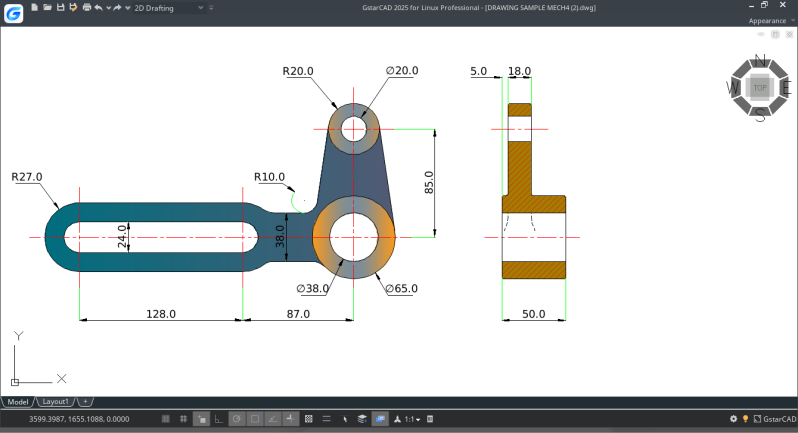 GstarCAD 2025 for Linux Professional - [DRAWING SAMPLE MECH4 (2).dwg]
2D Drafting
Appearance
R20.0
∅20.0
5.0
18.0
N
W
TOP
E
S
R27.0
R10.0
85.0
24.0
38.0
∅38.0
∅65.0
128.0
87.0
50.0
Y
X
Model
Layout1
+
3599.3987, 1655.1088, 0.0000
1:1
GstarCAD